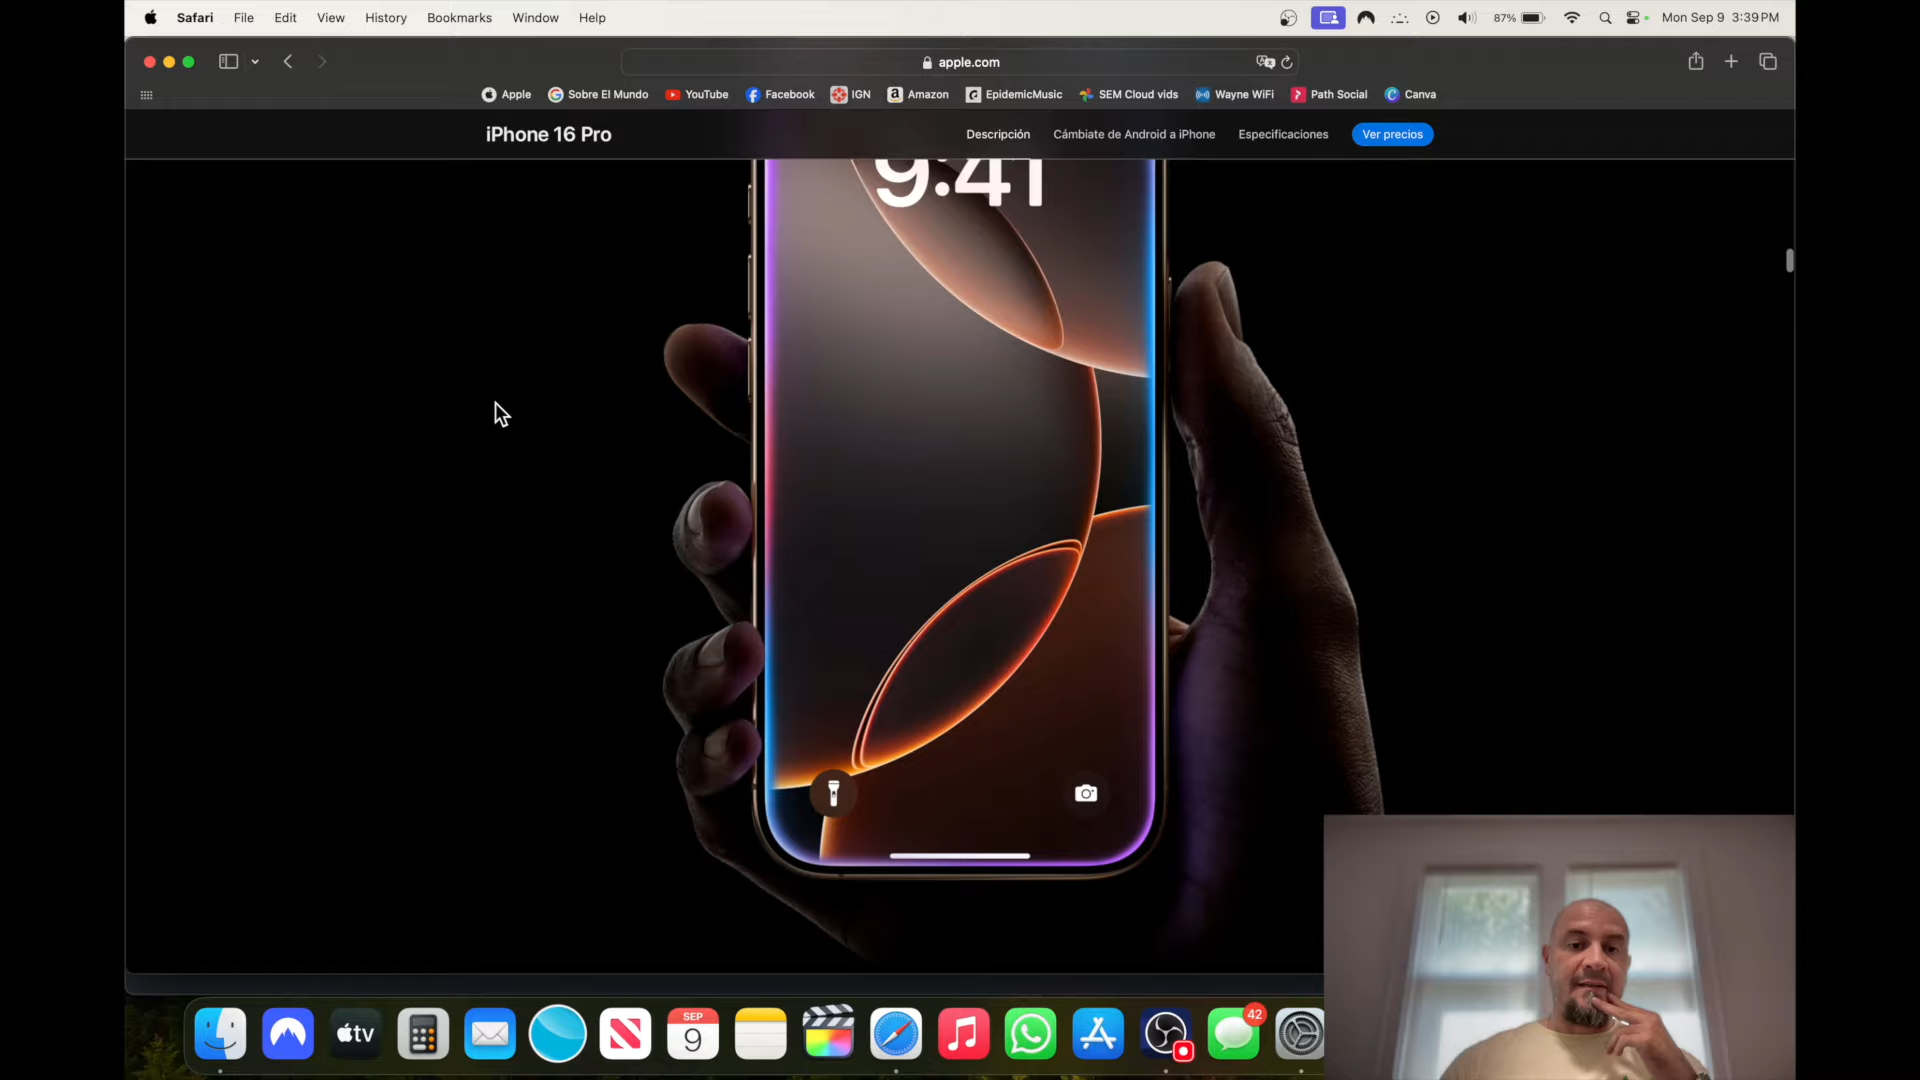 Safari File Edit View History Bookmarks Window Help 87% Mon Sep 9 3:39 PM
apple.com
Apple Sobre El Mundo YouTube Facebook IGN Amazon EpidemicMusic SEM Cloud vids Wayne WiFi Path Social Canva
iPhone 16 Pro Descripción Cámbiate de Android a iPhone Especificaciones Ver precios
9:41
tv
SEP
9
42